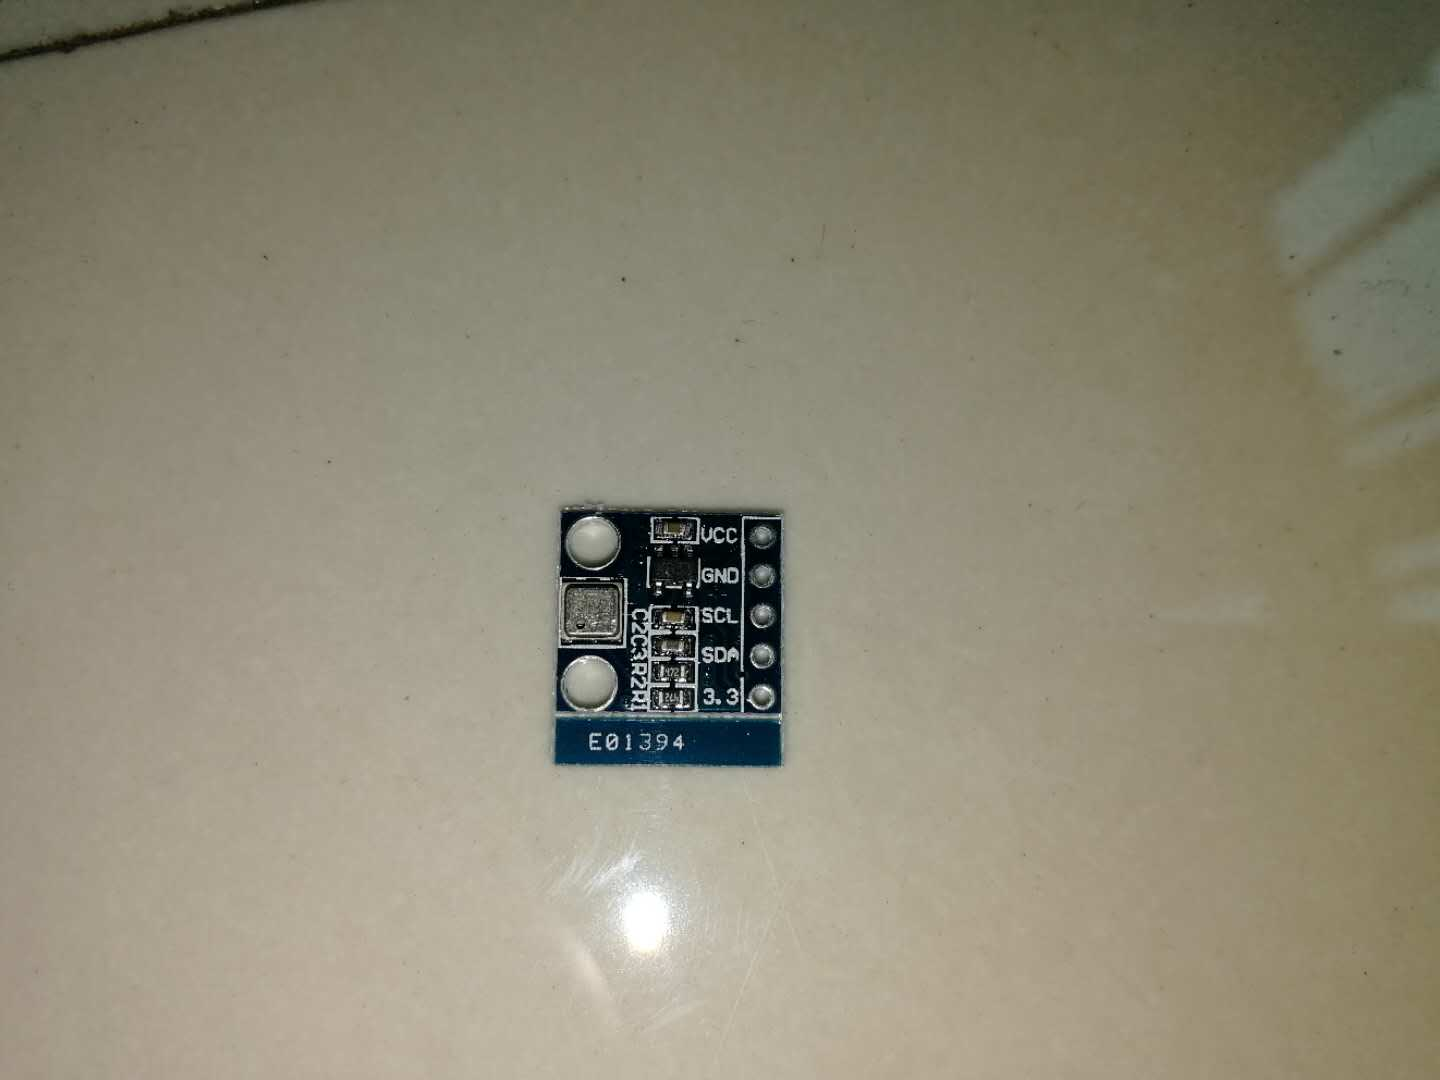 VCC
GND
SCL
SDA
3.3
C2C3R2R1
E01394